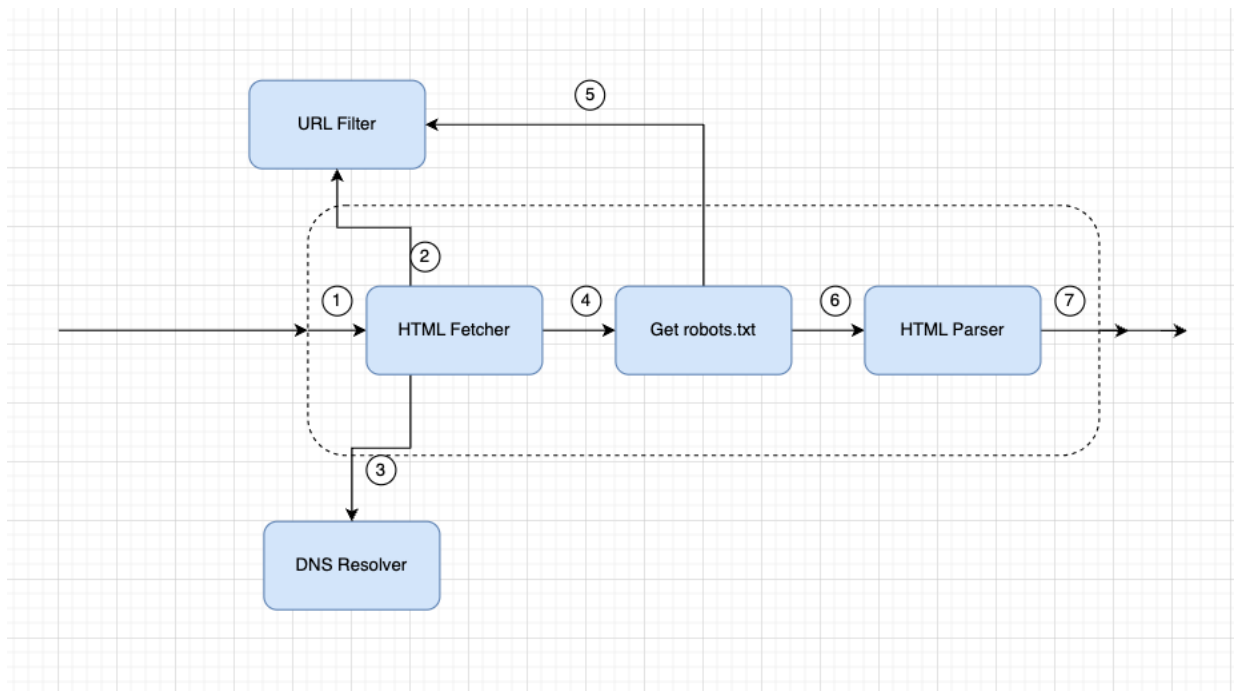 URL Filter
5
2
1
HTML Fetcher
4
Get robots.txt
6
HTML Parser
7
3
DNS Resolver